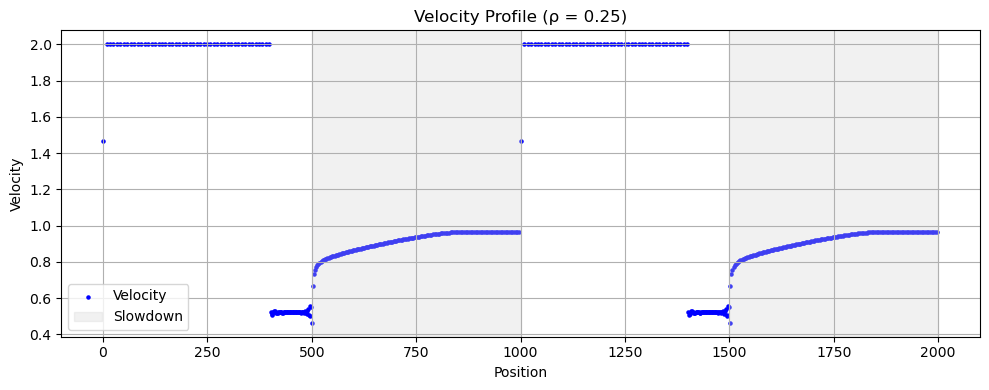 Velocity Profile (ρ = 0.25)
Velocity
2.0
1.8
1.6
1.4
1.2
1.0
0.8
0.6
0.4
Velocity
Slowdown
0 250 500 750 1000 1250 1500 1750 2000
Position